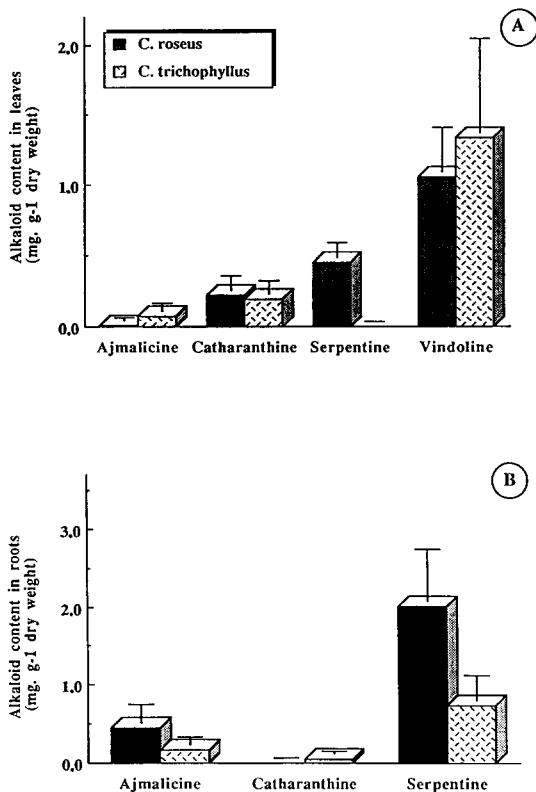 A
C. roseus
C. trichophyllus
Alkaloid content in leaves
(mg. g-1 dry weight)
2.0
1.0
0.0
Ajmalicine Catharanthine Serpentine Vindoline
B
Alkaloid content in roots
(mg. g-1 dry weight)
3.0
2.0
1.0
0.0
Ajmalicine Catharanthine Serpentine